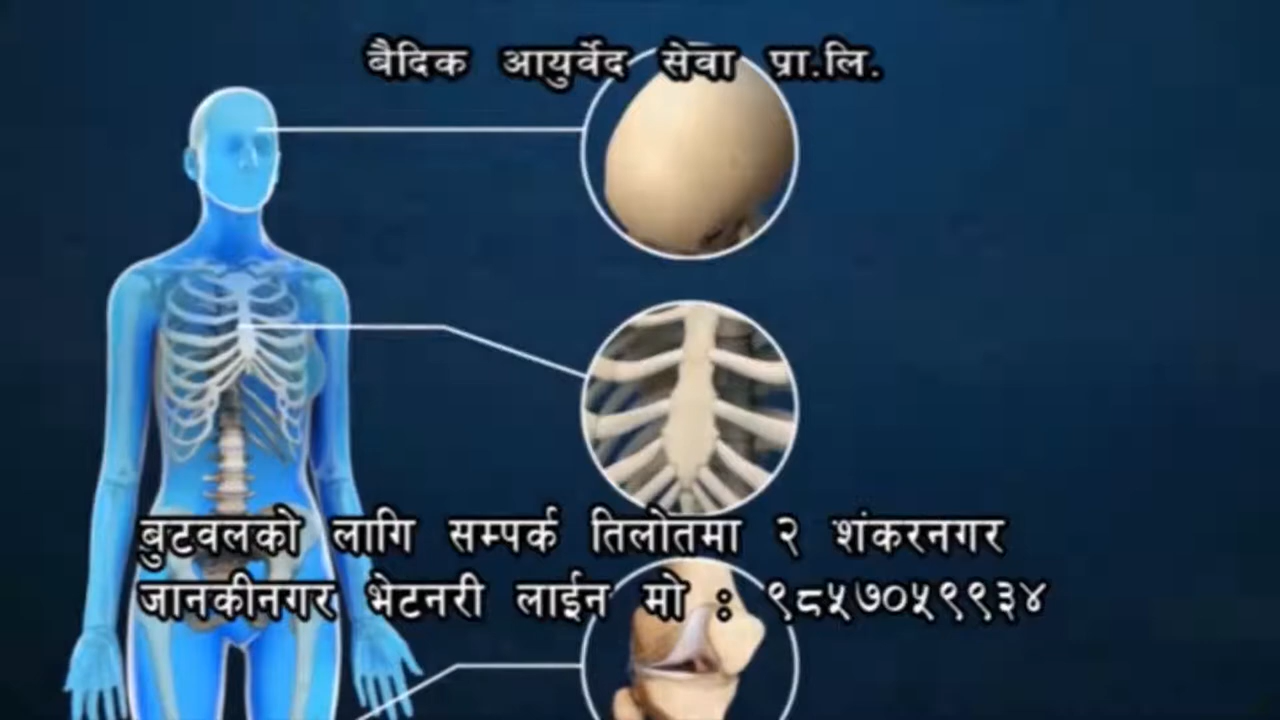 बैदिक आयुर्वेद सेवा प्रा.लि.
बुटवलको लागि सम्पर्क तिलोतमा २ शंकरनगर
जानकीनगर भेटनरी लाईन मो : ९८५७०५९९३४